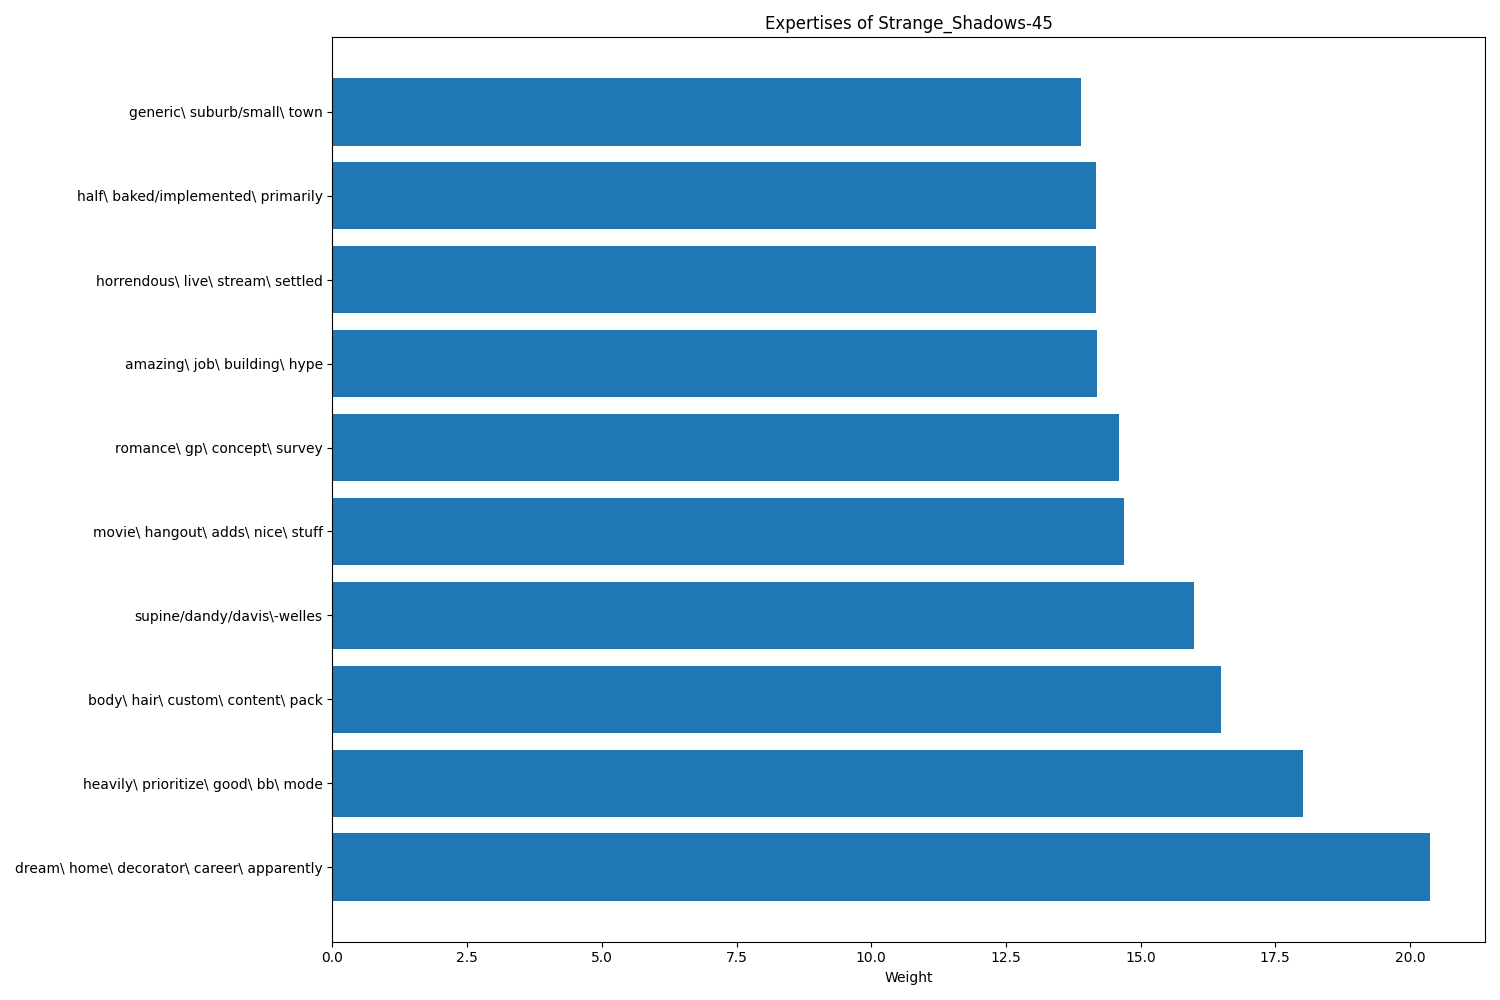 Expertises of Strange_Shadows-45
generic\ suburb/small\ town
half\ baked/implemented\ primarily
horrendous\ live\ stream\ settled
amazing\ job\ building\ hype
romance\ gp\ concept\ survey
movie\ hangout\ adds\ nice\ stuff
supine/dandy/davis\-welles
body\ hair\ custom\ content\ pack
heavily\ prioritize\ good\ bb\ mode
dream\ home\ decorator\ career\ apparently
0.0 2.5 5.0 7.5 10.0 12.5 15.0 17.5 20.0
Weight